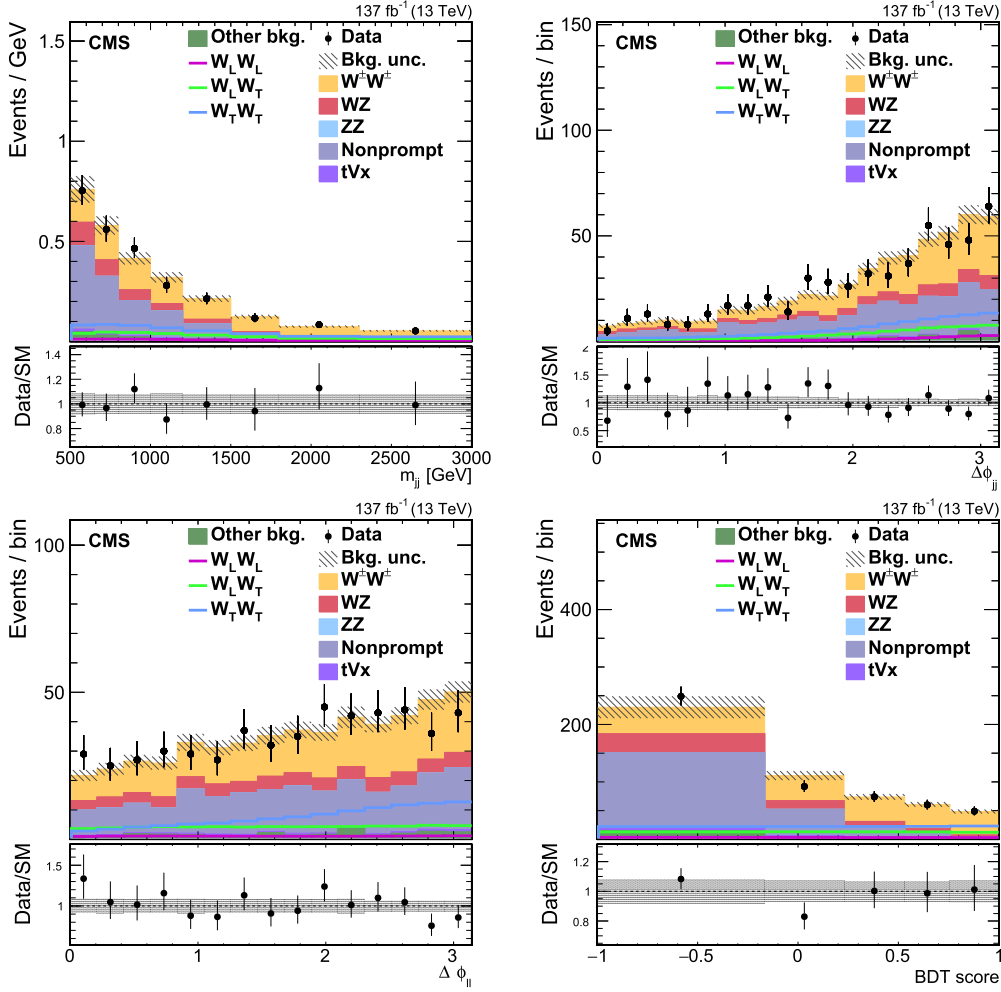 137 fb⁻¹ (13 TeV)
CMS
Other bkg.
W_L W_L
W_L W_T
W_T W_T
Data
Bkg. unc.
W±W±
WZ
ZZ
Nonprompt
tVx
Events / GeV
1.5
1
0.5
Data/SM
1.4
1.2
1
0.8
500 1000 1500 2000 2500 3000
m_jj [GeV]
137 fb⁻¹ (13 TeV)
CMS
Other bkg.
W_L W_L
W_L W_T
W_T W_T
Data
Bkg. unc.
W±W±
WZ
ZZ
Nonprompt
tVx
Events / bin
150
100
50
Data/SM
2
1.5
1
0.5
0 1 2 3
Δϕ_jj
137 fb⁻¹ (13 TeV)
CMS
Other bkg.
W_L W_L
W_L W_T
W_T W_T
Data
Bkg. unc.
W±W±
WZ
ZZ
Nonprompt
tVx
Events / bin
100
50
Data/SM
1.5
1
0 1 2 3
Δ ϕ_ll
137 fb⁻¹ (13 TeV)
CMS
Other bkg.
W_L W_L
W_L W_T
W_T W_T
Data
Bkg. unc.
W±W±
WZ
ZZ
Nonprompt
tVx
Events / bin
400
200
Data/SM
1.2
1
0.8
−1 −0.5 0 0.5 1
BDT score